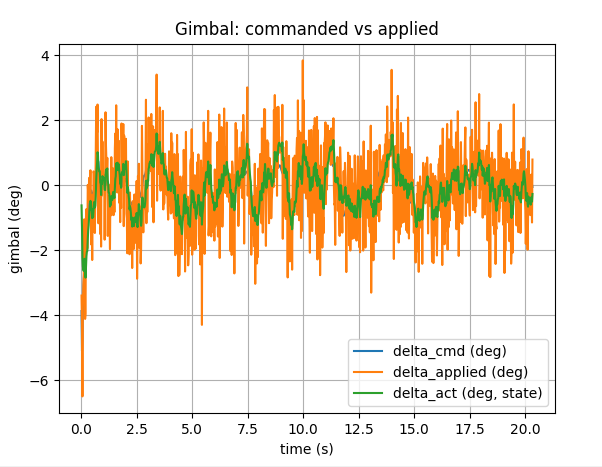 Gimbal: commanded vs applied
4
2
0
−2
−4
−6
gimbal (deg)
delta_cmd (deg)
delta_applied (deg)
delta_act (deg, state)
0.0 2.5 5.0 7.5 10.0 12.5 15.0 17.5 20.0
time (s)